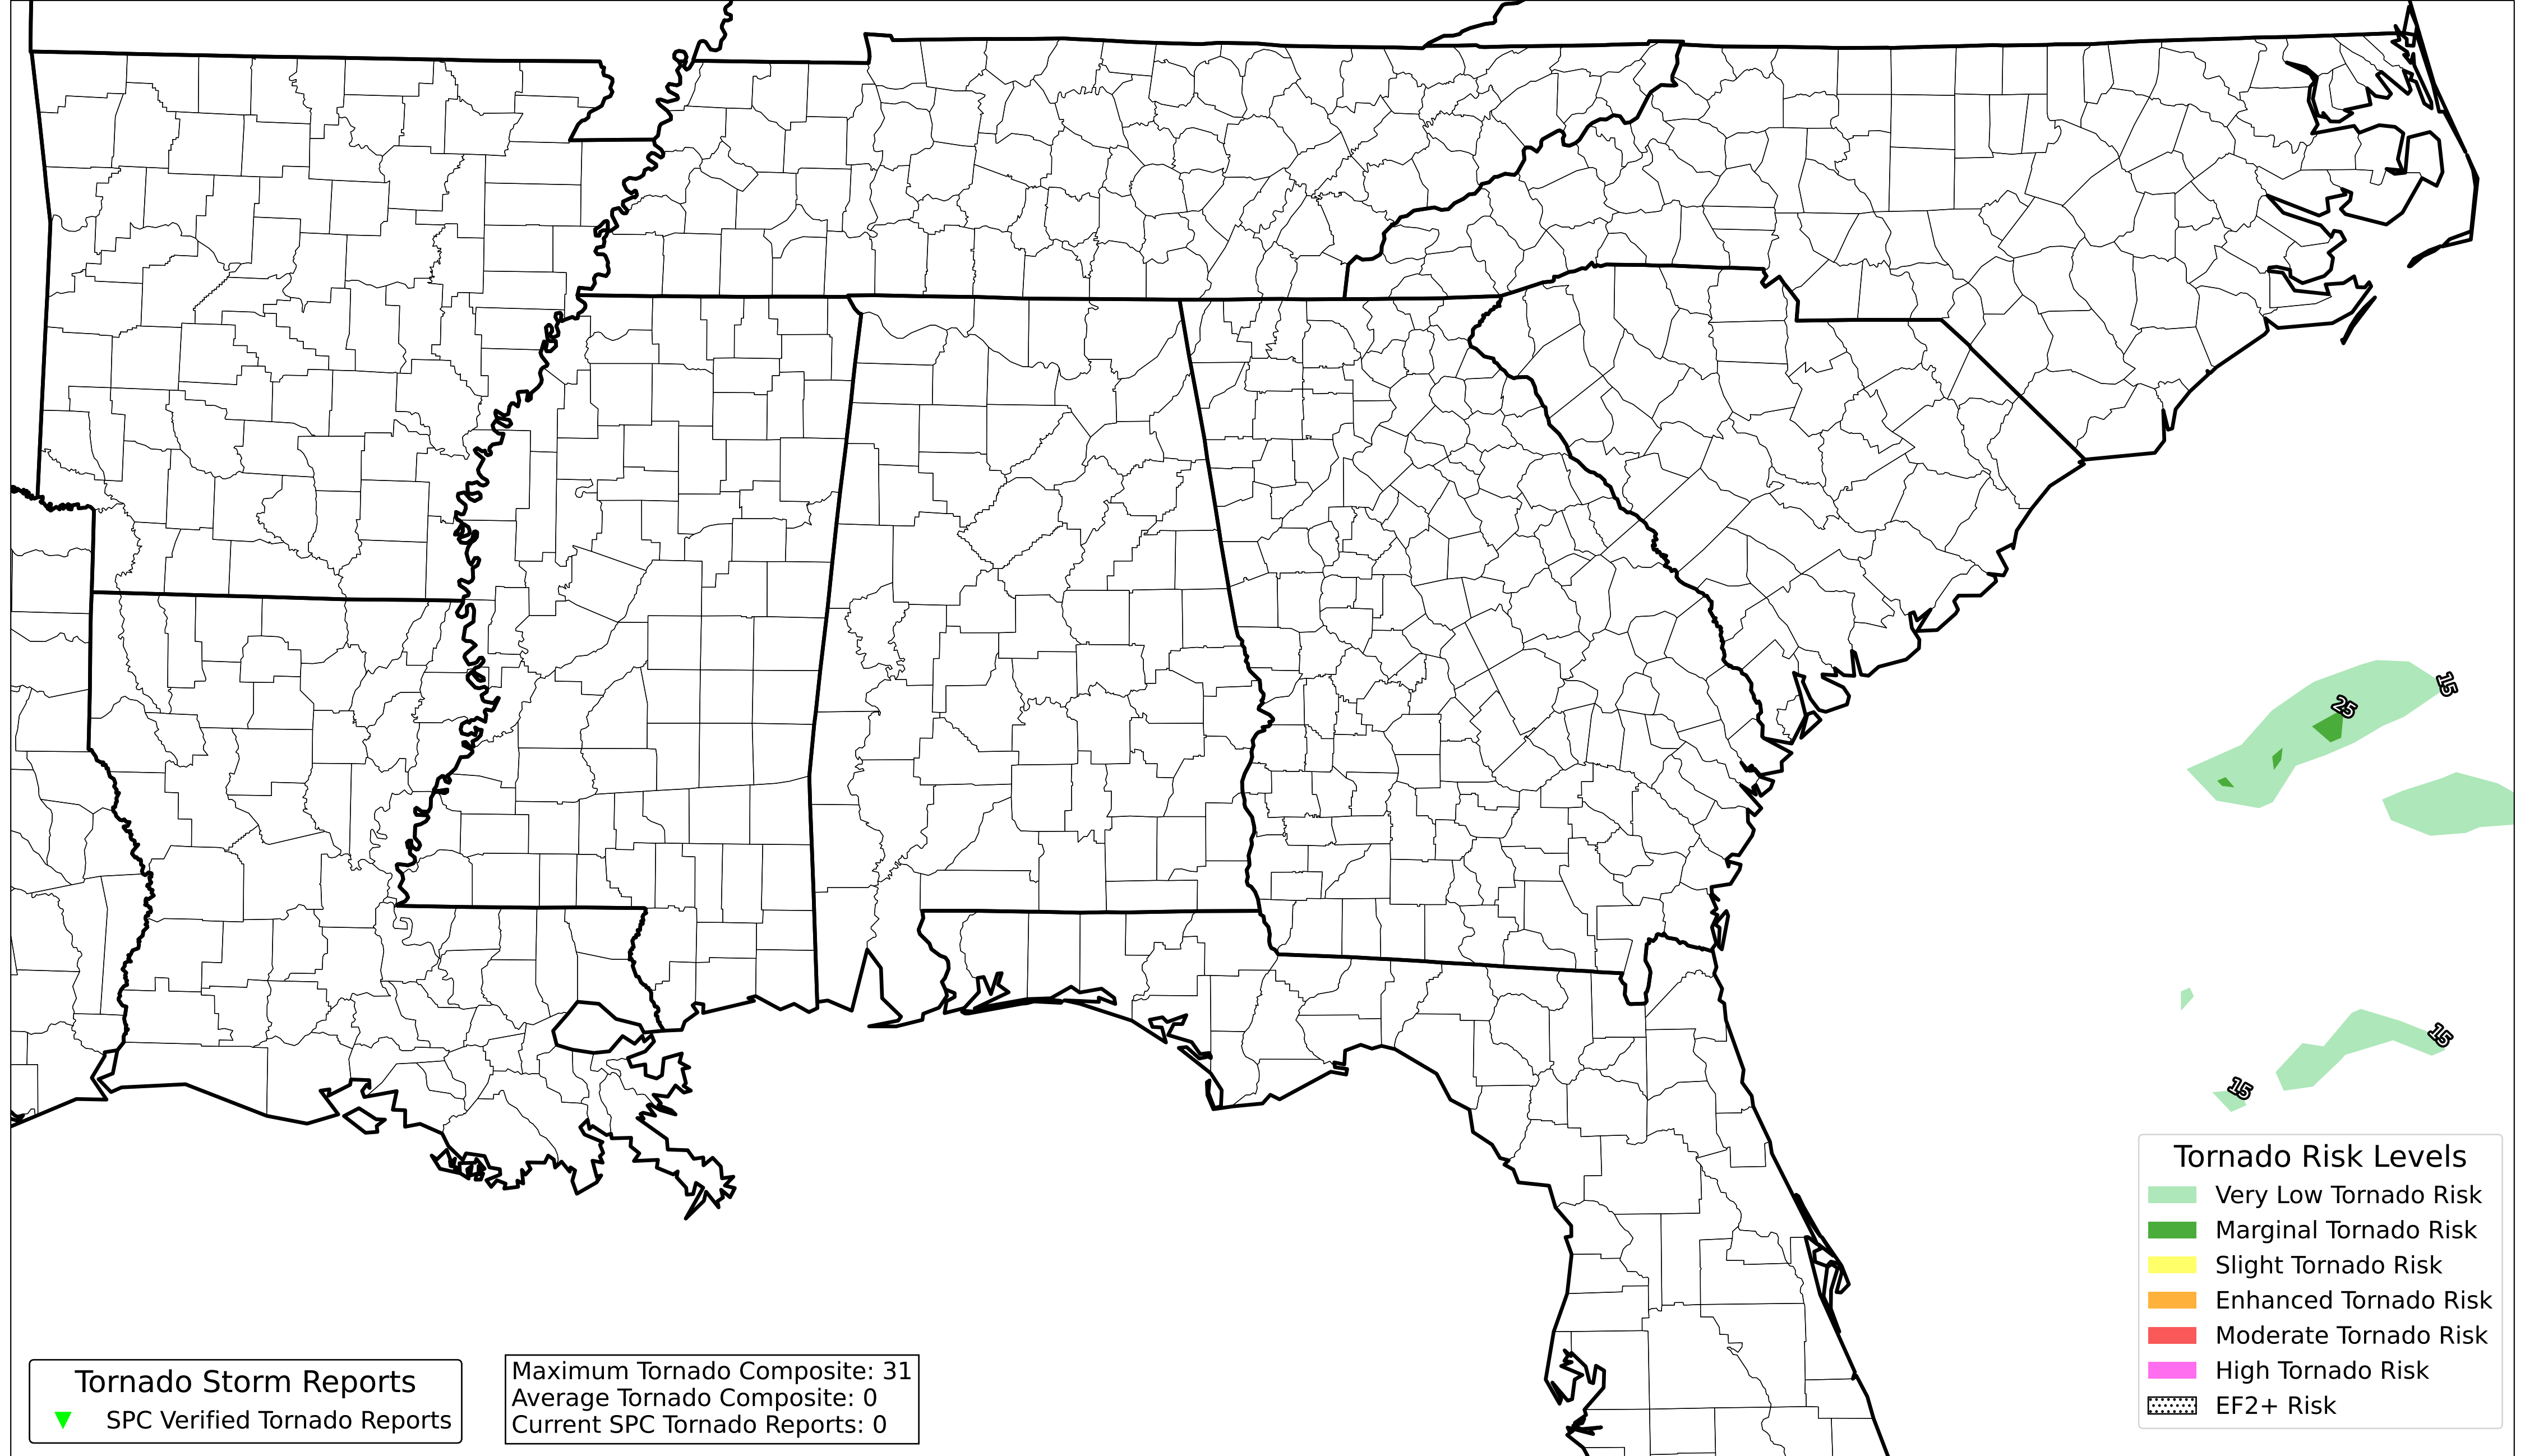 15
25
15
15
Tornado Risk Levels
Very Low Tornado Risk
Marginal Tornado Risk
Slight Tornado Risk
Enhanced Tornado Risk
Moderate Tornado Risk
High Tornado Risk
EF2+ Risk
Tornado Storm Reports
SPC Verified Tornado Reports
Maximum Tornado Composite: 31
Average Tornado Composite: 0
Current SPC Tornado Reports: 0